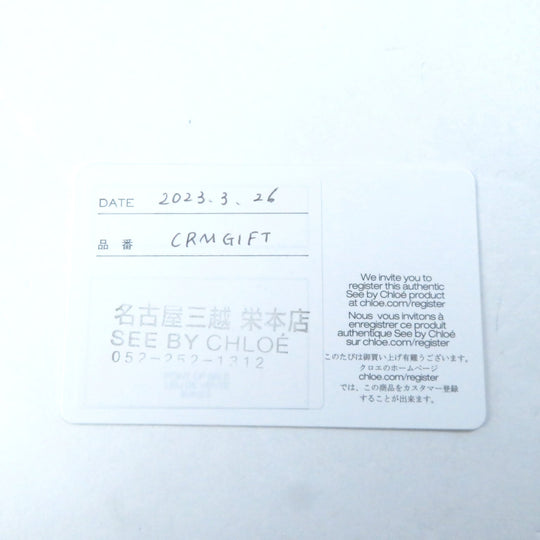 DATE 2023.3.26
品番 CRMGIFT
名古屋三越 栄本店
SEE BY CHLOÉ
052-252-1312
We invite you to
register this authentic
See by Chloé product
at chloe.com/register
Nous vous invitons à
enregistrer ce produit
authentique See by Chloé
sur chloe.com/register
このたびは御買い上げ有難うございます。
クロエのホームページ
chloe.com/register
では、この商品をカスタマー登録
することが出来ます。